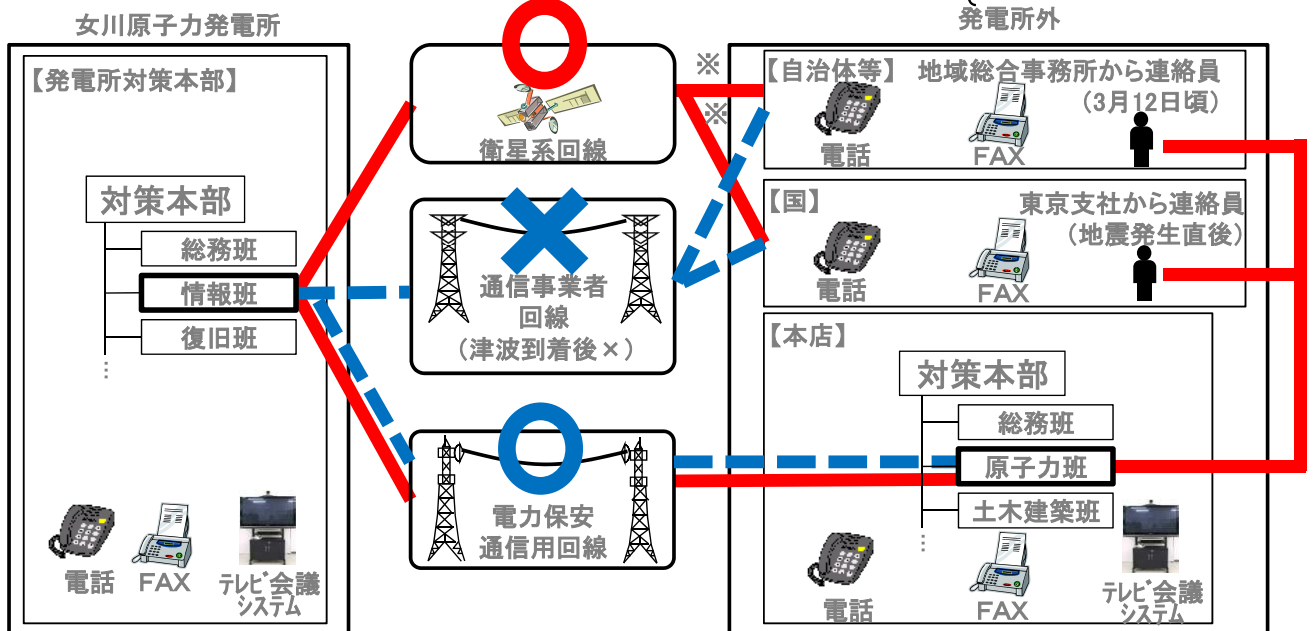 女川原子力発電所
【発電所対策本部】
対策本部
総務班
情報班
復旧班
…
電話
FAX
テレビ会議
システム
衛星系回線
通信事業者
回線
（津波到着後×）
電力保安
通信用回線
※
※
発電所外
【自治体等】 地域総合事務所から連絡員
（3月12日頃）
電話
FAX
【国】
東京支社から連絡員
（地震発生直後）
電話
FAX
【本店】
対策本部
総務班
原子力班
土木建築班
…
電話
FAX
テレビ会議
システム